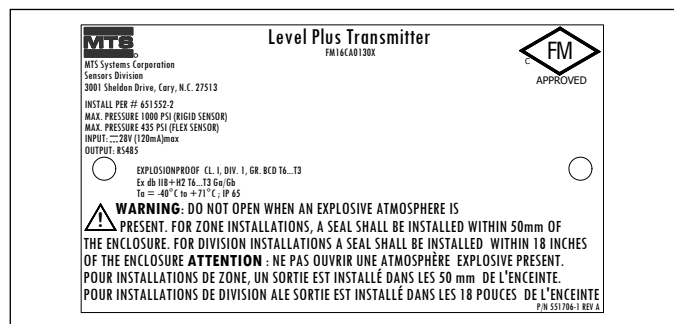 MTS
Level Plus Transmitter
FM16CA0130X
MTS Systems Corporation
Sensors Division
3001 Sheldon Drive, Cary, N.C. 27513
C FM
APPROVED
INSTALL PER # 651552-2
MAX. PRESSURE 1000 PSI (RIGID SENSOR)
MAX. PRESSURE 435 PSI (FLEX SENSOR)
INPUT: ⎓28V (120mA)max
OUTPUT: RS485
EXPLOSIONPROOF CL. I, DIV. 1, GR. BCD T6...T3
Ex db IIB+H2 T6...T3 Ga/Gb
Ta = -40°C to +71°C ; IP 65
WARNING: DO NOT OPEN WHEN AN EXPLOSIVE ATMOSPHERE IS
PRESENT. FOR ZONE INSTALLATIONS, A SEAL SHALL BE INSTALLED WITHIN 50mm OF
THE ENCLOSURE. FOR DIVISION INSTALLATIONS A SEAL SHALL BE INSTALLED WITHIN 18 INCHES
OF THE ENCLOSURE ATTENTION : NE PAS OUVRIR UNE ATMOSPHÈRE EXPLOSIVE PRESENT.
POUR INSTALLATIONS DE ZONE, UN SORTIE EST INSTALLÉ DANS LES 50 mm DE L'ENCEINTE.
POUR INSTALLATIONS DE DIVISION ALE SORTIE EST INSTALLÉ DANS LES 18 POUCES DE L'ENCEINTE
P/N 551706-1 REV A